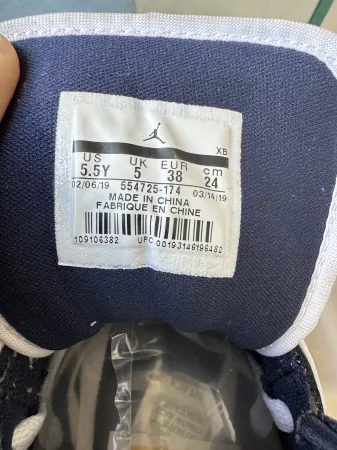 XB
US UK EUR cm
5.5Y 5 38 24
02/06/19 554725-174 03/14/19
MADE IN CHINA
FABRIQUE EN CHINE
109106382 UPC 00193146196482